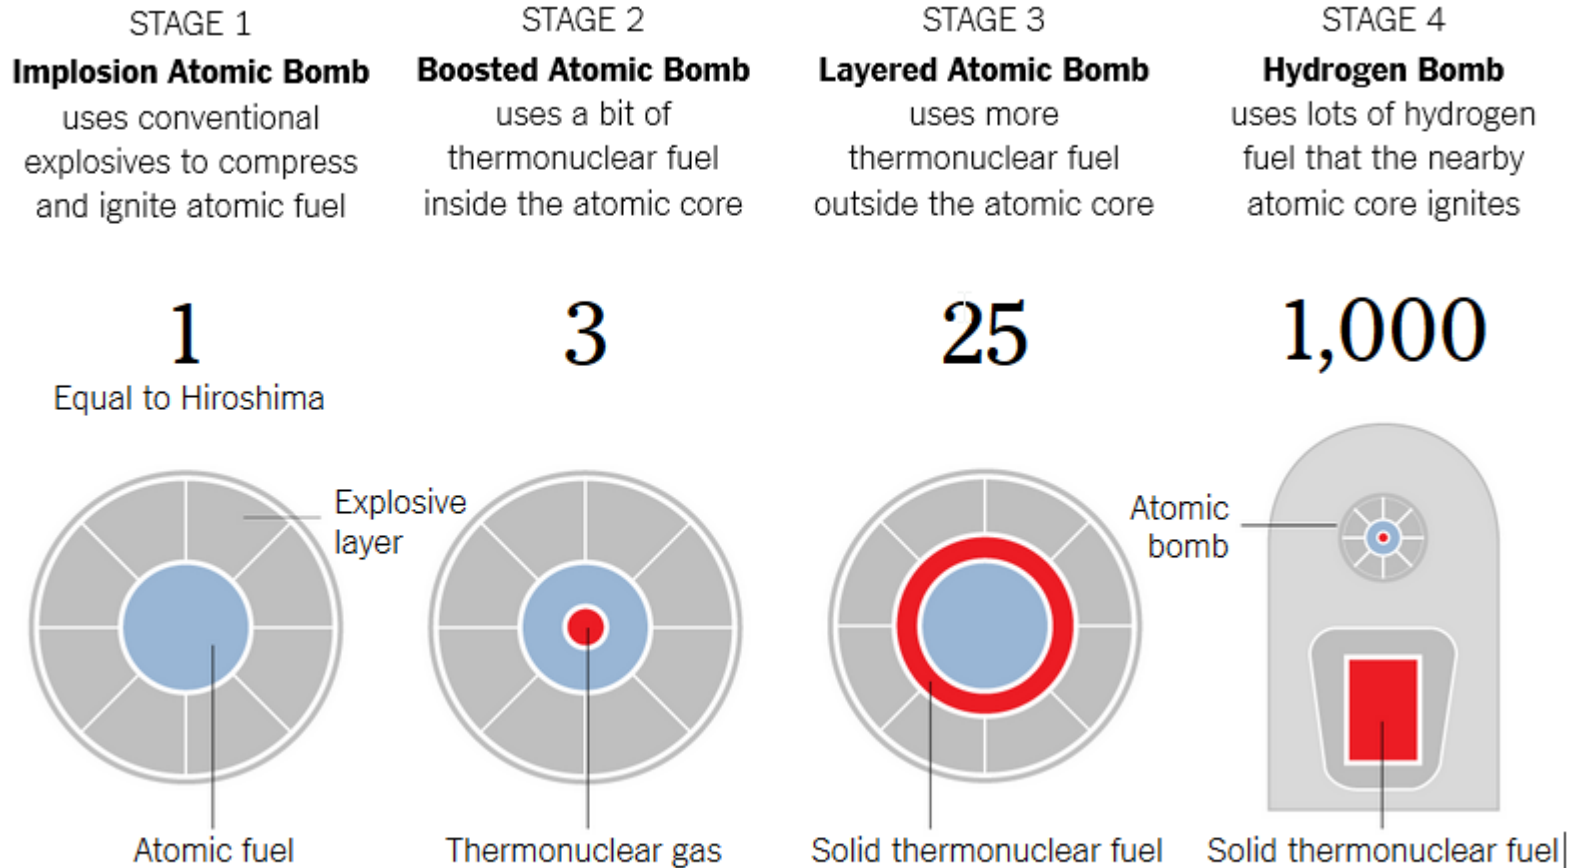 STAGE 1
Implosion Atomic Bomb
uses conventional
explosives to compress
and ignite atomic fuel
1
Equal to Hiroshima
Explosive
layer
Atomic fuel
STAGE 2
Boosted Atomic Bomb
uses a bit of
thermonuclear fuel
inside the atomic core
3
Thermonuclear gas
STAGE 3
Layered Atomic Bomb
uses more
thermonuclear fuel
outside the atomic core
25
Solid thermonuclear fuel
STAGE 4
Hydrogen Bomb
uses lots of hydrogen
fuel that the nearby
atomic core ignites
1,000
Atomic
bomb
Solid thermonuclear fuel